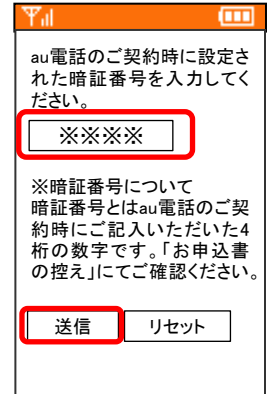 au電話のご契約時に設定さ
れた暗証番号を入力してく
ださい。
※※※※
※暗証番号について
暗証番号とはau電話のご契
約時にご記入いただいた4
桁の数字です。「お申込書
の控え」にてご確認ください。
送信 リセット